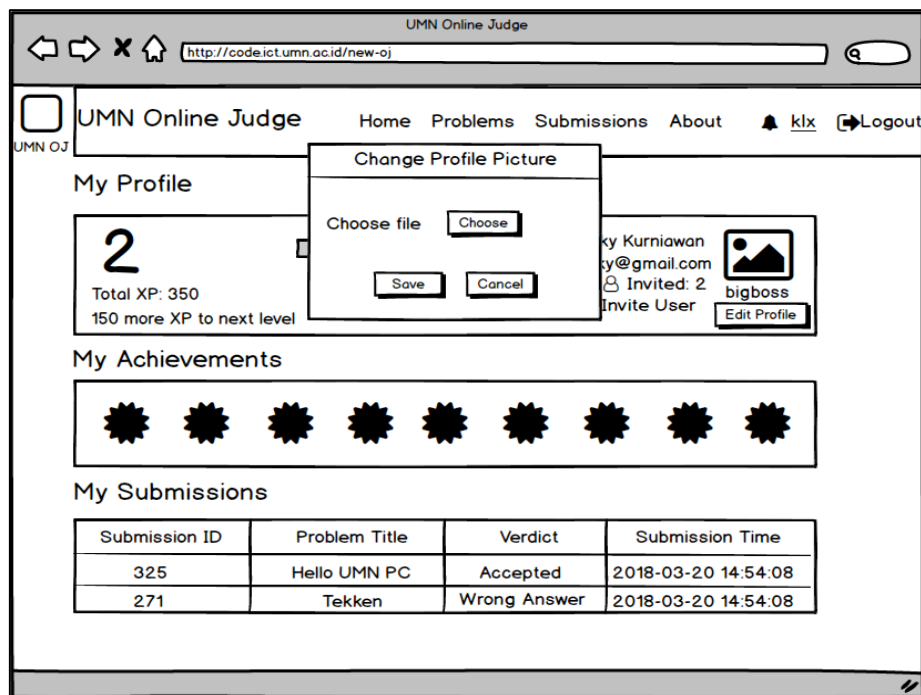 UMN Online Judge
http://code.ict.umn.ac.id/new-oj
UMN OJ
UMN Online Judge Home Problems Submissions About klx Logout
Change Profile Picture
Choose file Choose
Save Cancel
My Profile
2
Total XP: 350
150 more XP to next level
Kurniawan
@gmail.com
Invited: 2
Invite User
bigboss
Edit Profile
My Achievements
My Submissions
Submission ID Problem Title Verdict Submission Time
325 Hello UMN PC Accepted 2018-03-20 14:54:08
271 Tekken Wrong Answer 2018-03-20 14:54:08